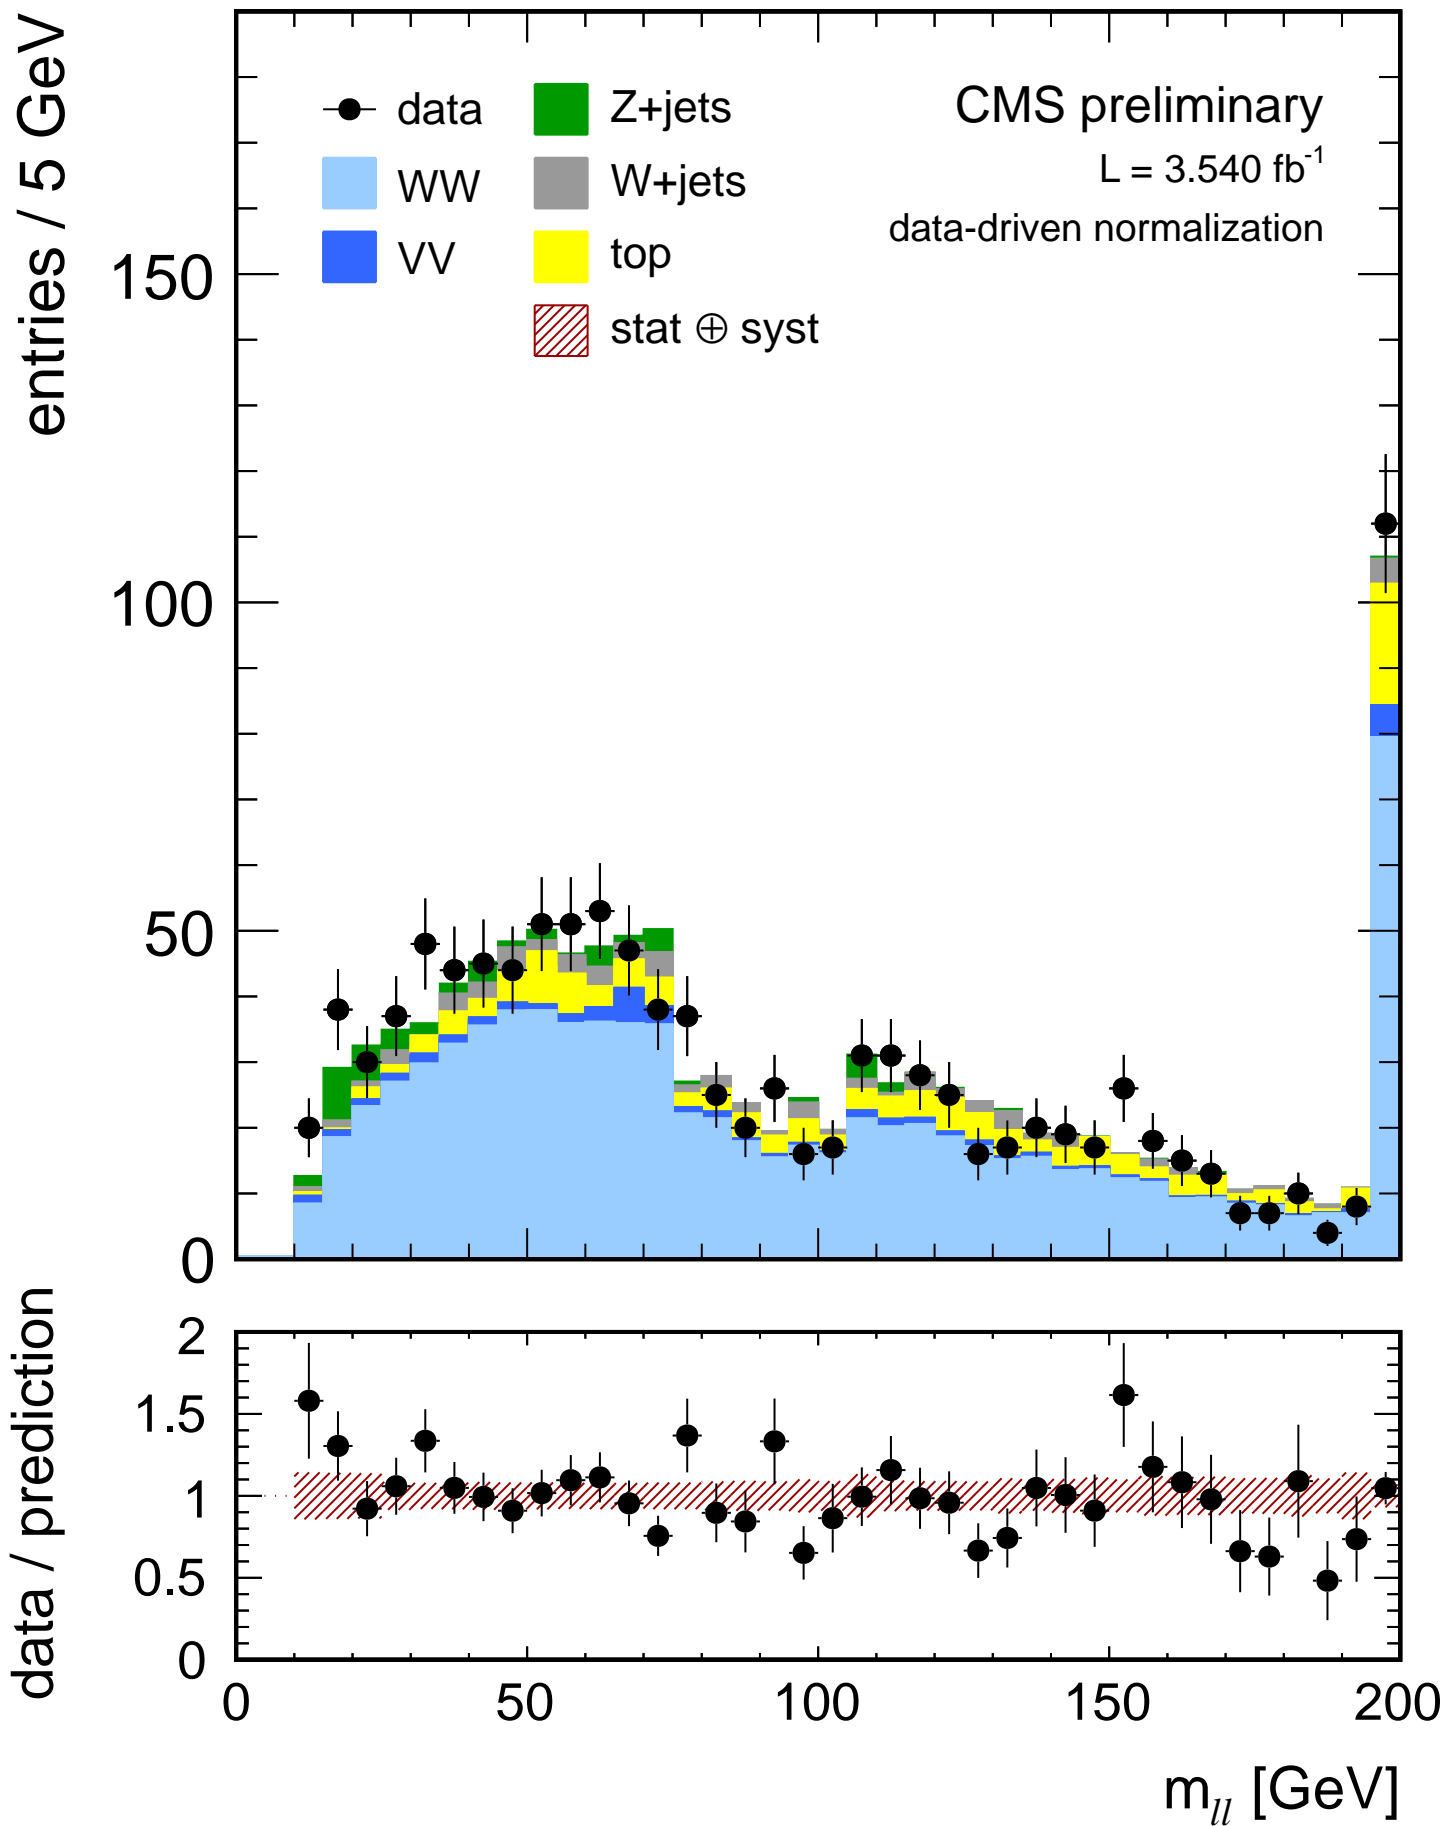 entries / 5 GeV
data
WW
VV
Z+jets
W+jets
top
stat ⊕ syst
CMS preliminary
L = 3.540 fb⁻¹
data-driven normalization
150
100
50
0
data / prediction
2
1.5
1
0.5
0
0 50 100 150 200
m_ll [GeV]